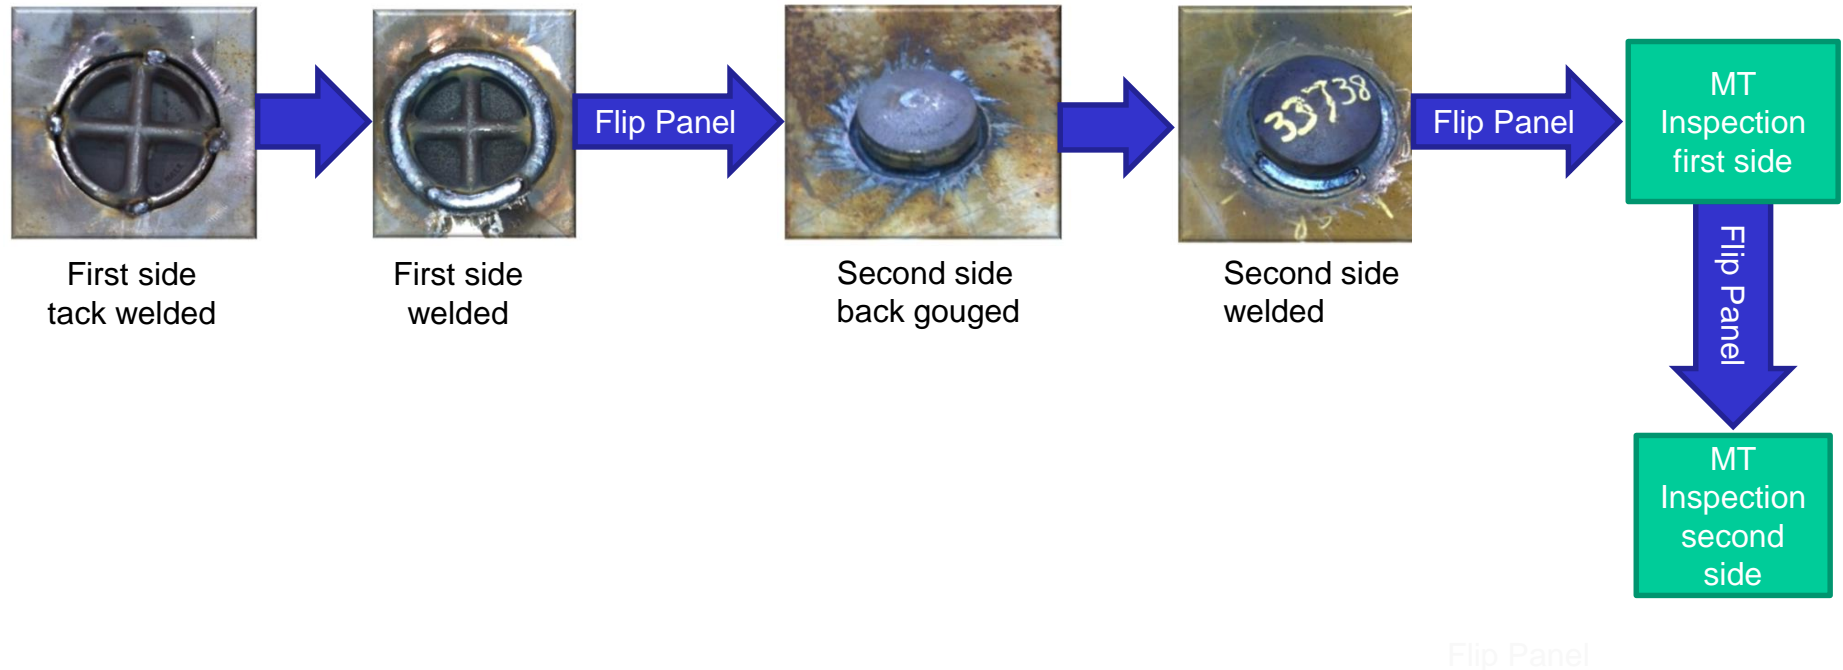 Flip Panel
Flip Panel
MT
Inspection
first side
33738
First side
tack welded
First side
welded
Second side
back gouged
Second side
welded
Flip Panel
MT
Inspection
second
side
Flip Panel